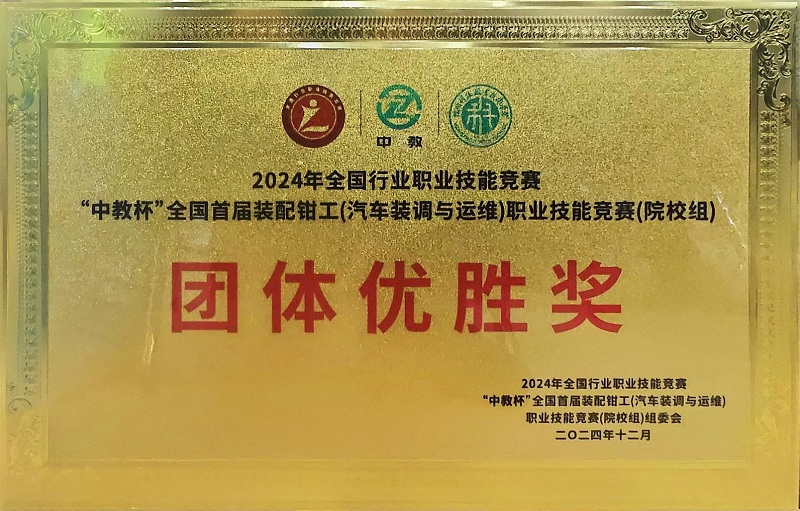 中 教
2024年全国行业职业技能竞赛
“中教杯”全国首届装配钳工(汽车装调与运维)职业技能竞赛(院校组)
团体优胜奖
2024年全国行业职业技能竞赛
“中教杯”全国首届装配钳工(汽车装调与运维)
职业技能竞赛(院校组)组委会
二〇二四年十二月